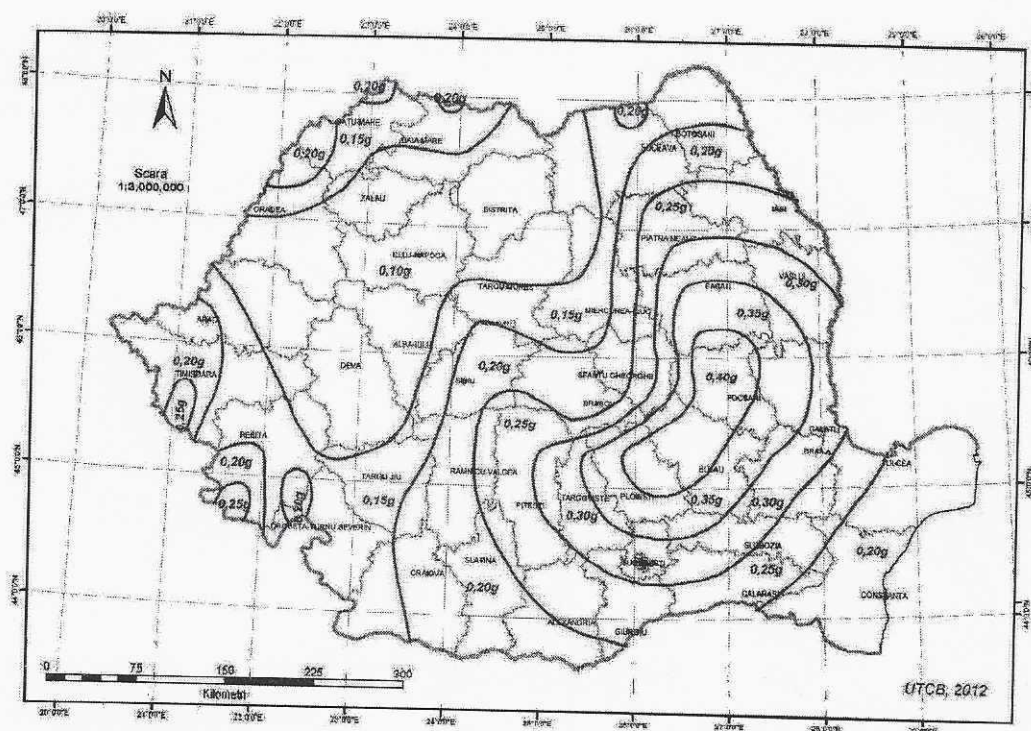 N
Scara
1:3,000,000
0,20g
0,20g
0,20g
SATU MARE
0,15g
BAIA MARE
0,20g
BOTOSANI
SUCEAVA
0,20g
ORADEA
ZALAU
BISTRITA
0,25g
IASI
PIATRA NEAMT
CLUJ-NAPOCA
0,10g
TARGU MURES
VASLUI
0,30g
BACAU
0,35g
0,15g
MIERCUREA-CIUC
ARAD
ALBA-IULIA
0,20g
TIMISOARA
DEVA
SIBIU
0,20g
SFANTU GHEORGHE
0,40g
FOCSANI
BRASOV
0,25g
0,25g
RESITA
GALATI
BRAILA
TULCEA
0,20g
TARGU JIU
RAMNICU VALCEA
BUZAU
0,25g
0,20g
0,15g
PITESTI
TARGOVISTE
0,30g
PLOIESTI
0,35g
0,30g
DROBETA-TURNU SEVERIN
SLOBOZIA
0,20g
SLATINA
BUCURESTI
0,25g
CRAIOVA
0,20g
CALARASI
CONSTANTA
ALEXANDRIA
GIURGIU
0 75 150 225 300
Kilometri
UTCB, 2012